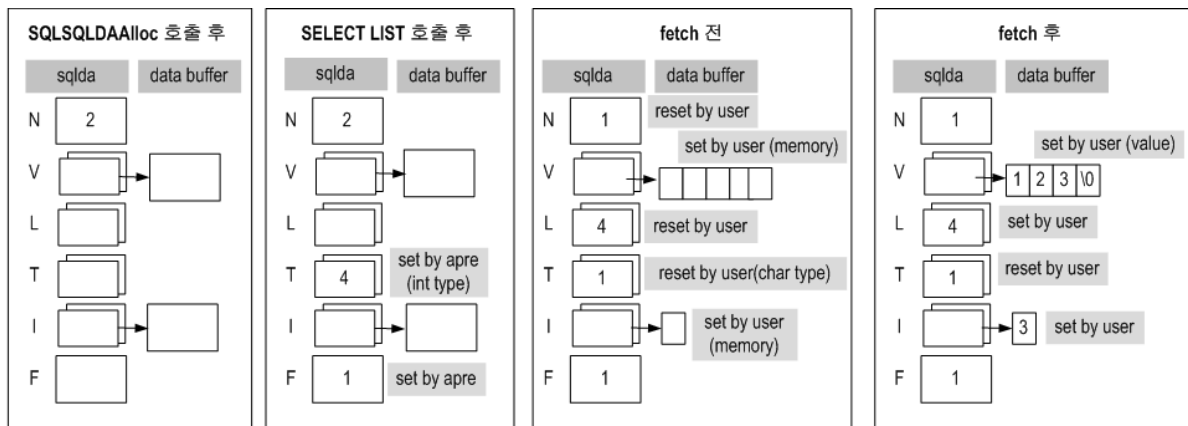 SQLSQLDAAlloc 호출 후
sqlda
data buffer
N
2
V
L
T
I
F
SELECT LIST 호출 후
sqlda
data buffer
N
2
V
L
T
4
set by apre
(int type)
I
F
1
set by apre
fetch 전
sqlda
data buffer
N
1
reset by user
set by user (memory)
V
L
4
reset by user
T
1
reset by user(char type)
I
set by user
(memory)
F
1
fetch 후
sqlda
data buffer
N
1
set by user (value)
V
1 2 3 \0
L
4
set by user
T
1
reset by user
I
3
set by user
F
1